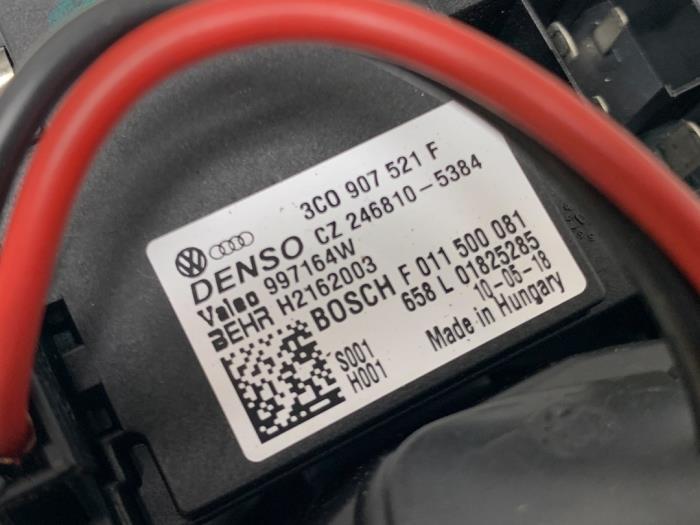 3C0 907 521 F
DENSO CZ 246810-5384
Valeo 997164W
BEHR H2162003
BOSCH F 011 500 081
658 L 01825285
10-05-18
S001
H001
Made in Hungary